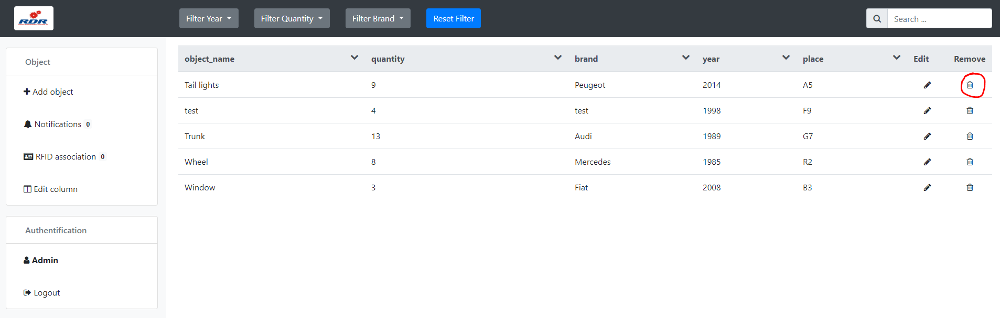 RDR
Filter Year Filter Quantity Filter Brand Reset Filter Search ...
Object
Add object
Notifications 0
RFID association 0
Edit column
Authentification
Admin
Logout
object_name quantity brand year place Edit Remove
Tail lights 9 Peugeot 2014 A5
test 4 test 1998 F9
Trunk 13 Audi 1989 G7
Wheel 8 Mercedes 1985 R2
Window 3 Fiat 2008 B3